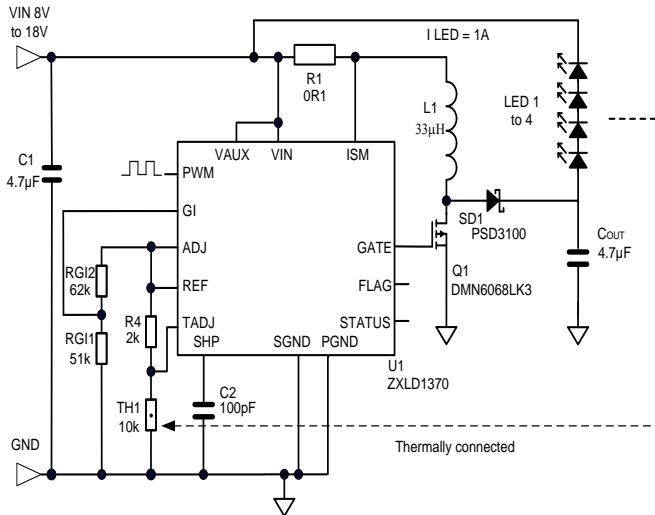 VIN 8V
to 18V
I LED = 1A
R1
0R1
L1
33µH
LED 1
to 4
C1
4.7µF
VAUX
VIN
ISM
PWM
GI
ADJ
REF
TADJ
SHP
SGND
PGND
GATE
FLAG
STATUS
U1
ZXLD1370
SD1
PSD3100
Q1
DMN6068LK3
COUT
4.7µF
RGI2
62k
RGI1
51k
R4
2k
TH1
10k
C2
100pF
Thermally connected
GND